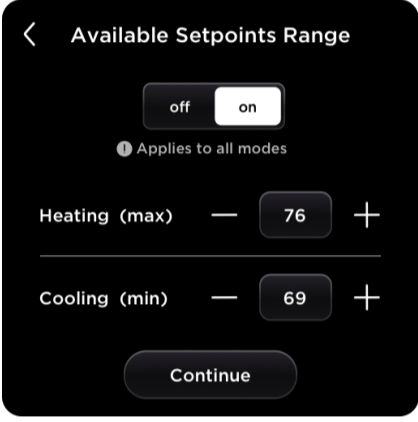 Available Setpoints Range
off on
Applies to all modes
Heating (max) — 76 +
Cooling (min) — 69 +
Continue